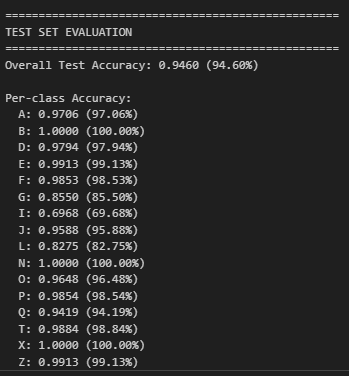 ==================================================
TEST SET EVALUATION
==================================================
Overall Test Accuracy: 0.9460 (94.60%)

Per-class Accuracy:
  A: 0.9706 (97.06%)
  B: 1.0000 (100.00%)
  D: 0.9794 (97.94%)
  E: 0.9913 (99.13%)
  F: 0.9853 (98.53%)
  G: 0.8550 (85.50%)
  I: 0.6968 (69.68%)
  J: 0.9588 (95.88%)
  L: 0.8275 (82.75%)
  N: 1.0000 (100.00%)
  O: 0.9648 (96.48%)
  P: 0.9854 (98.54%)
  Q: 0.9419 (94.19%)
  T: 0.9884 (98.84%)
  X: 1.0000 (100.00%)
  Z: 0.9913 (99.13%)